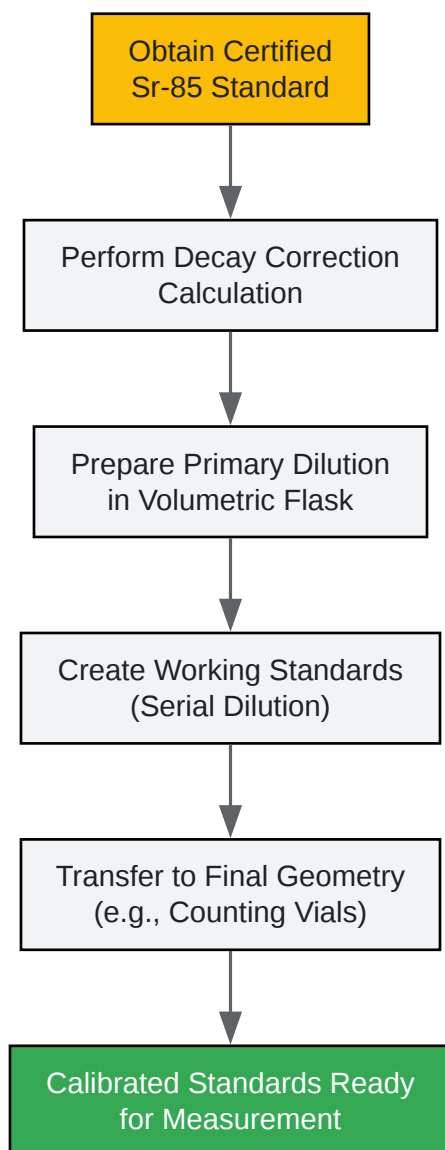 Obtain Certified
Sr-85 Standard
Perform Decay Correction
Calculation
Prepare Primary Dilution
in Volumetric Flask
Create Working Standards
(Serial Dilution)
Transfer to Final Geometry
(e.g., Counting Vials)
Calibrated Standards Ready
for Measurement